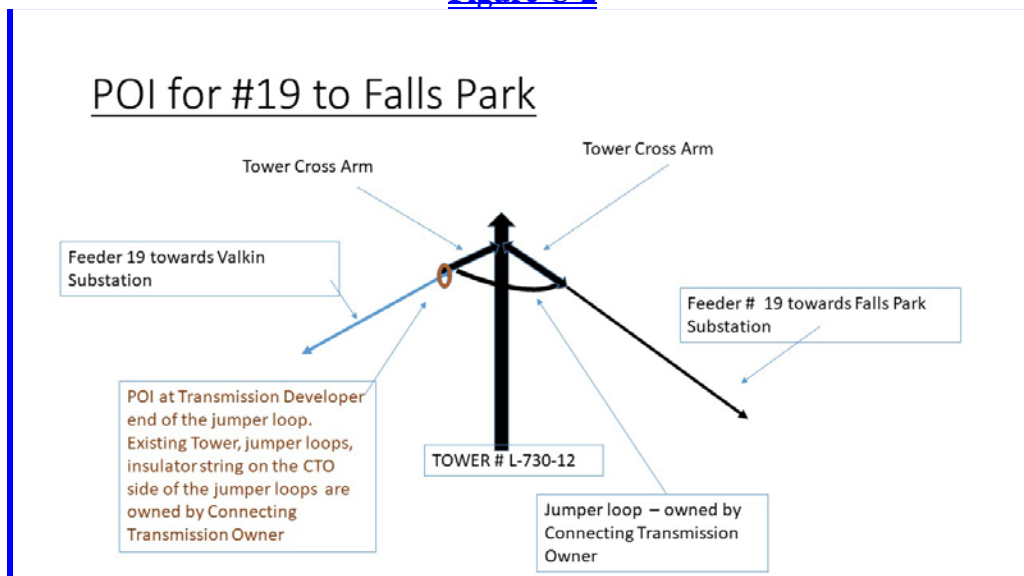 POI for #19 to Falls Park
Tower Cross Arm
Tower Cross Arm
Feeder 19 towards Valkin
Substation
Feeder # 19 towards Falls Park
Substation
POI at Transmission Developer
end of the jumper loop.
Existing Tower, jumper loops,
insulator string on the CTO
side of the jumper loops are
owned by Connecting
Transmission Owner
TOWER # L-730-12
Jumper loop – owned by
Connecting Transmission
Owner